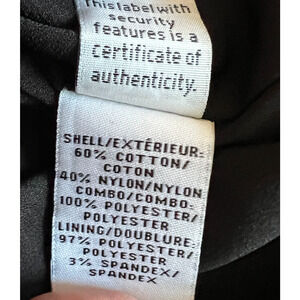 This label with
security
features is a
certificate of
authenticity.
SHELL/EXTÉRIEUR:
60% COTTON/
COTON
40% NYLON/NYLON
COMBO/COMBO:
100% POLYESTER/
POLYESTER
LINING/DOUBLURE:
97% POLYESTER/
POLYESTER
3% SPANDEX/
SPANDEX